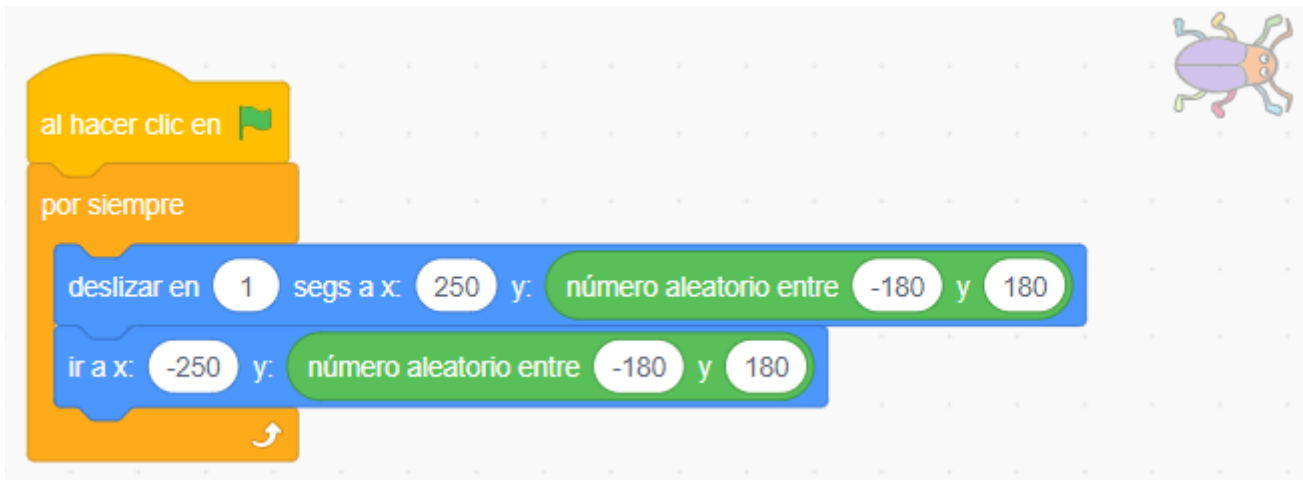 al hacer clic en
por siempre
deslizar en 1 segs a x: 250 y: número aleatorio entre -180 y 180
ir a x: -250 y: número aleatorio entre -180 y 180